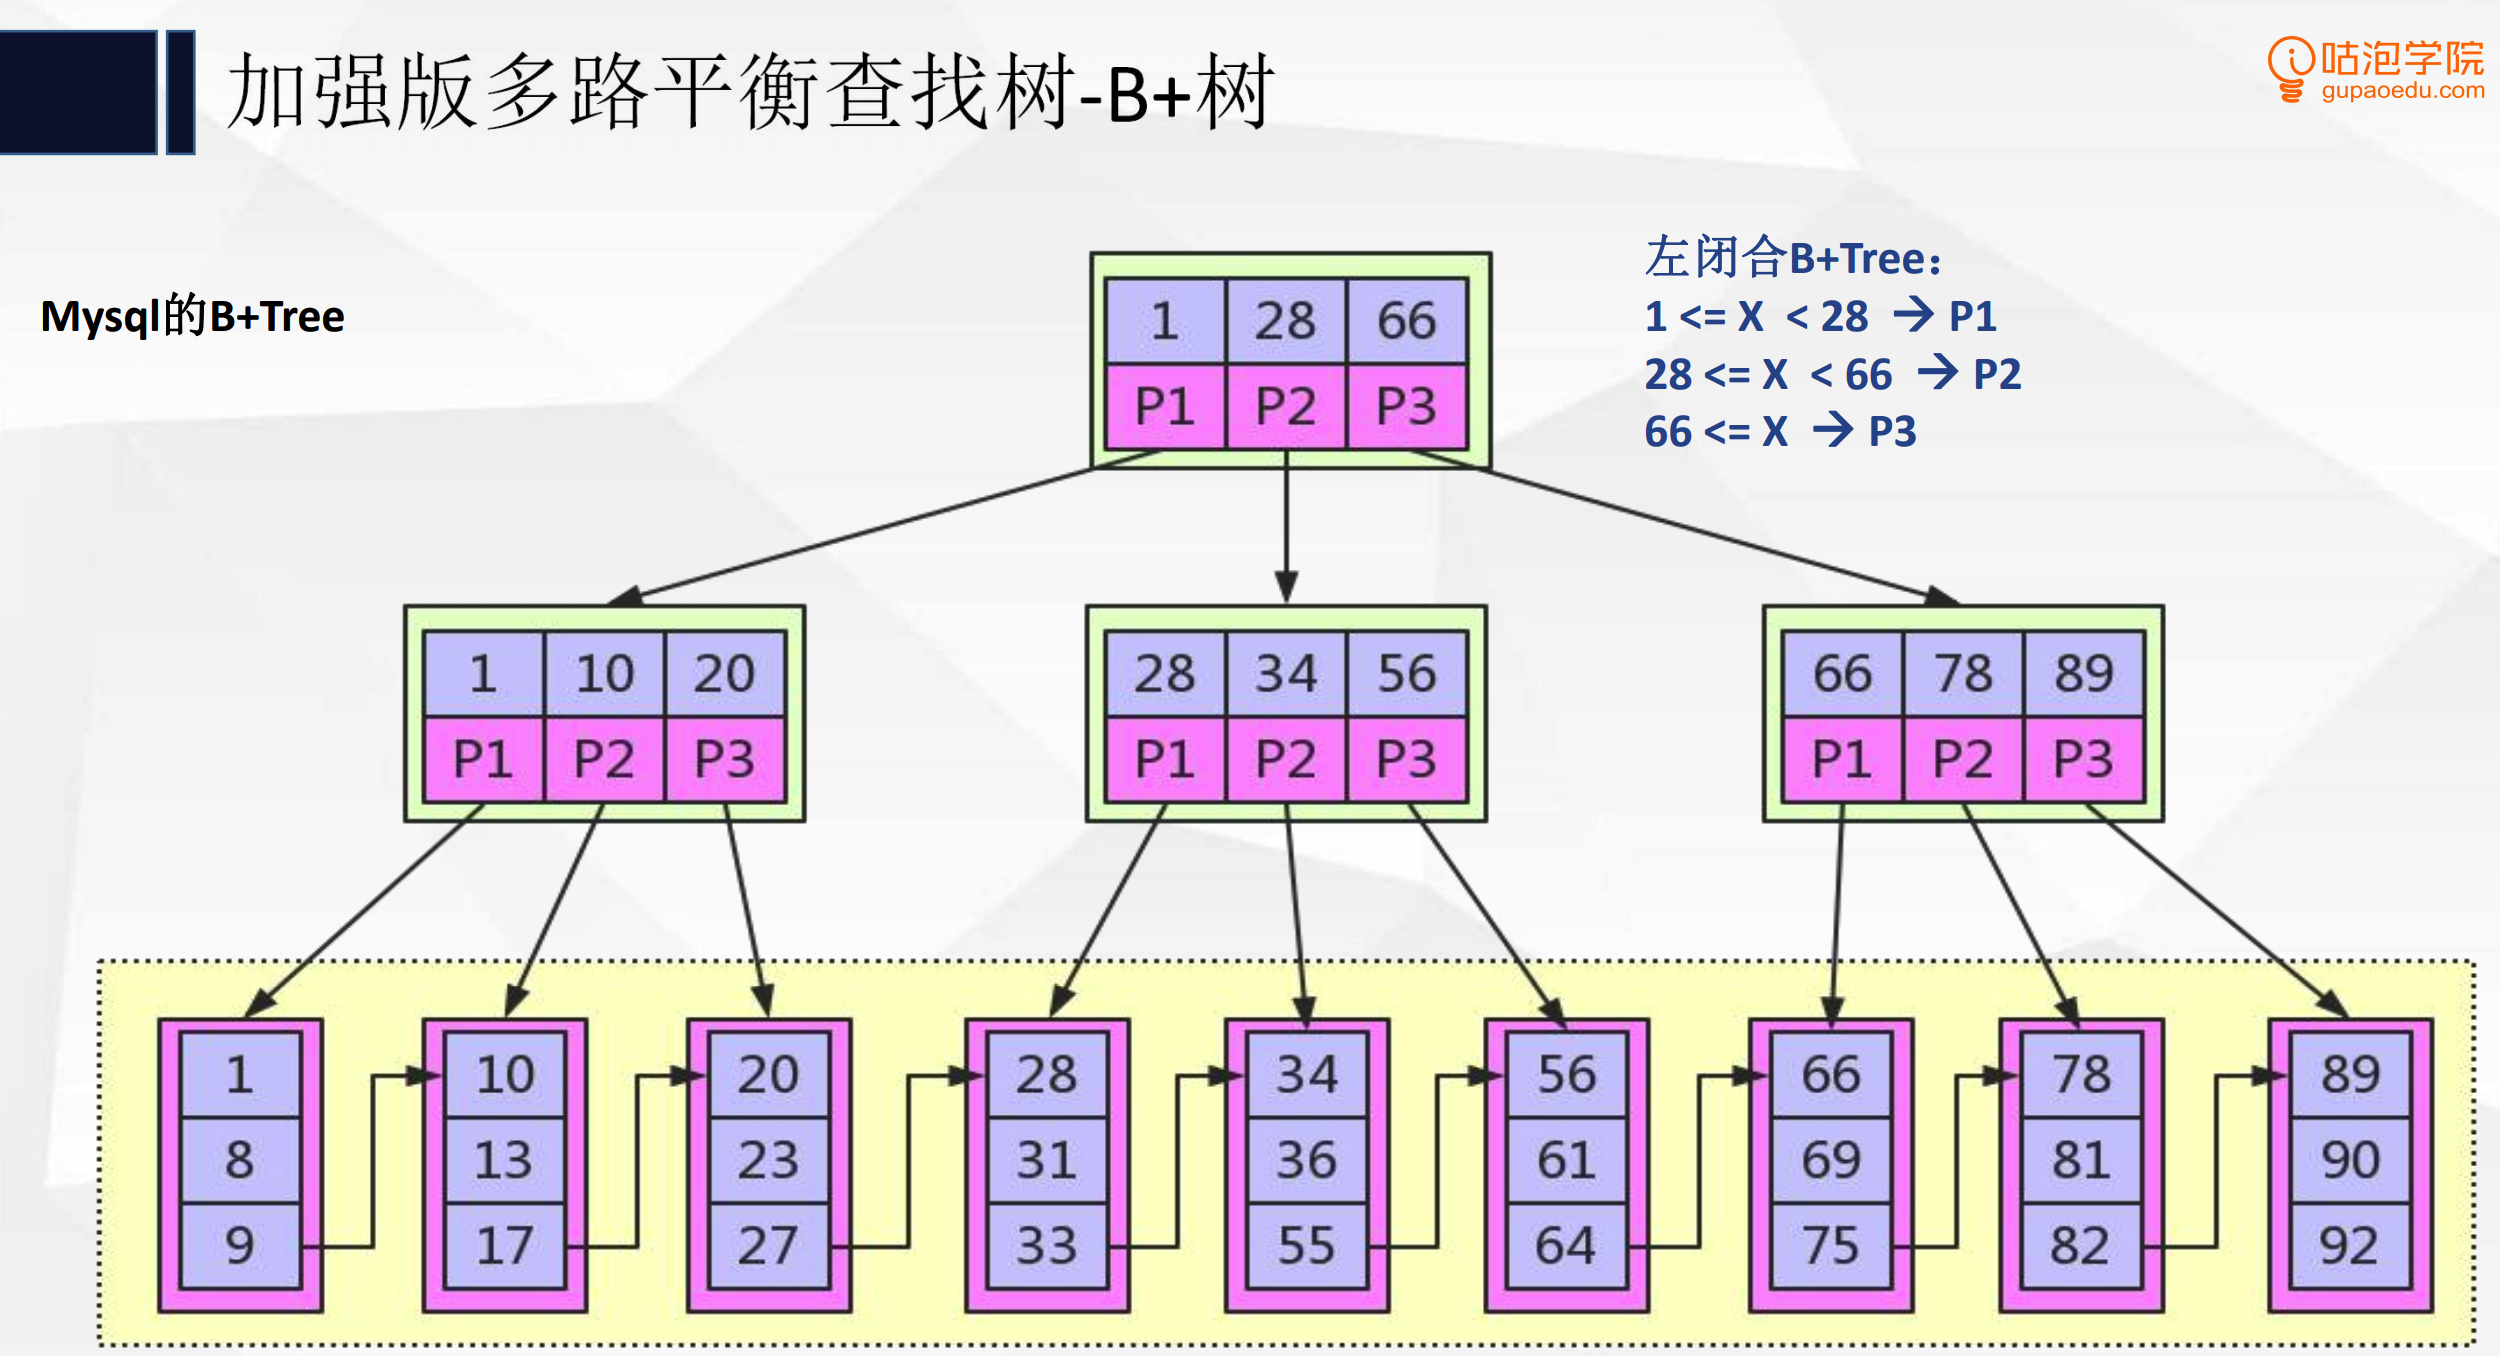 加强版多路平衡查找树-B+树
咕泡学院
gupaoedu.com
Mysql的B+Tree
左闭合B+Tree：
1 <= X < 28 → P1
28 <= X < 66 → P2
66 <= X → P3
1 28 66
P1 P2 P3
1 10 20
P1 P2 P3
28 34 56
P1 P2 P3
66 78 89
P1 P2 P3
1 10 20 28 34 56 66 78 89
8 13 23 31 36 61 69 81 90
9 17 27 33 55 64 75 82 92